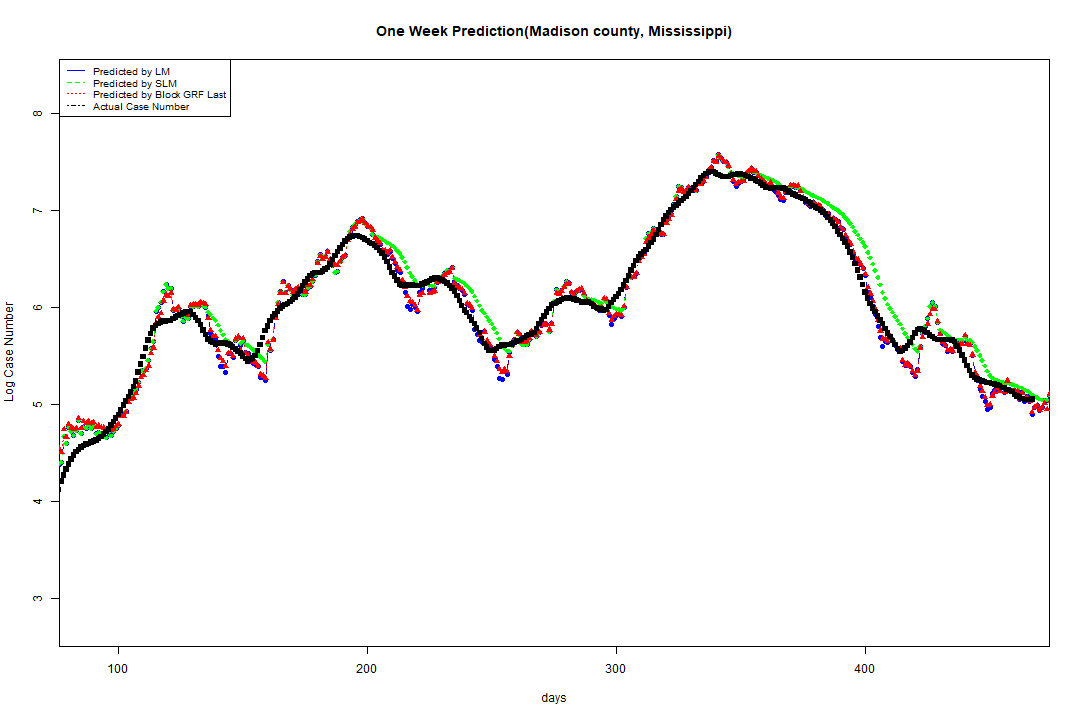 One Week Prediction(Madison county, Mississippi)
Predicted by LM
Predicted by SLM
Predicted by Block GRF Last
Actual Case Number
Log Case Number
8
7
6
5
4
3
100 200 300 400
days